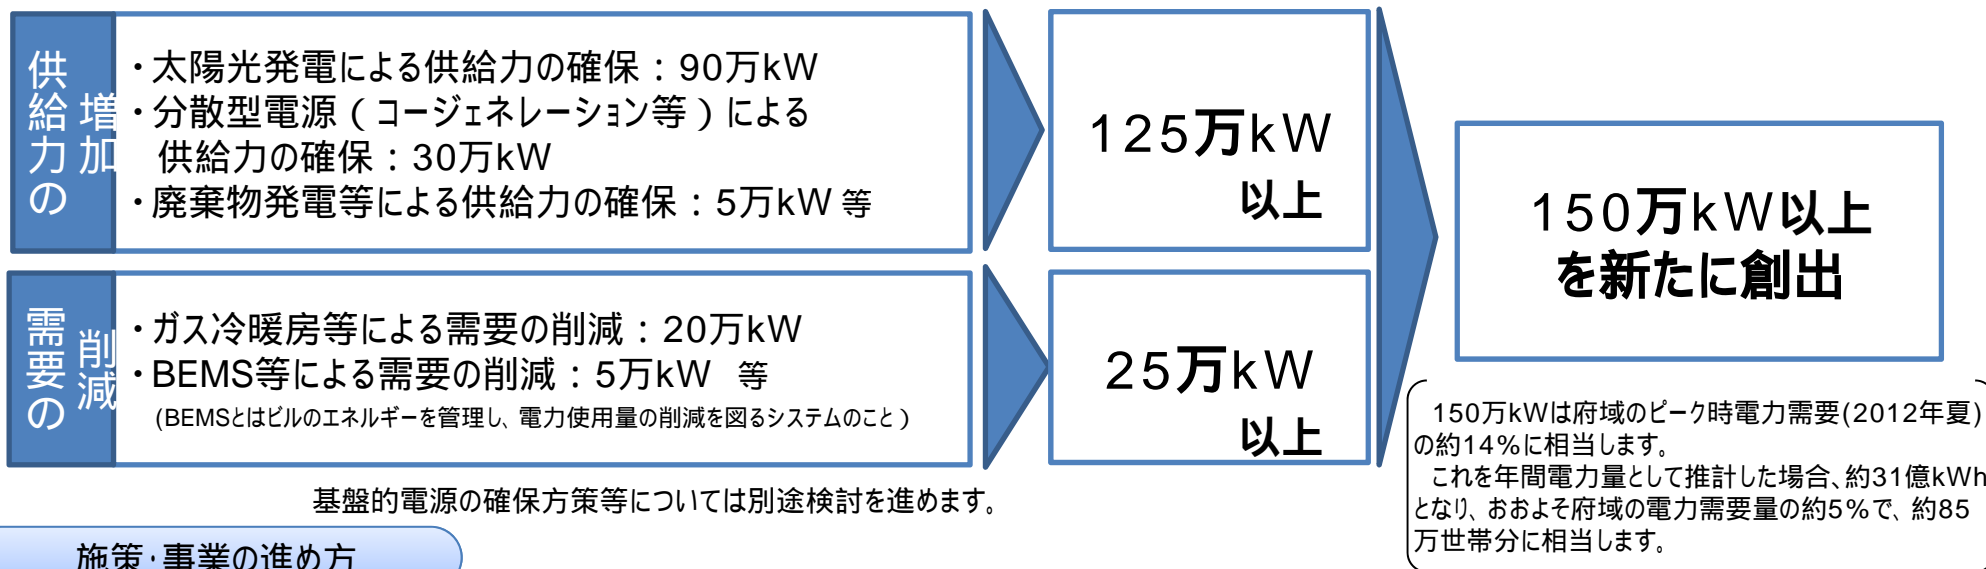 供給力の
増加
・太陽光発電による供給力の確保：90万kW
・分散型電源（コージェネレーション等）による
供給力の確保：30万kW
・廃棄物発電等による供給力の確保：5万kW 等
125万kW
以上
需要の
削減
・ガス冷暖房等による需要の削減：20万kW
・BEMS等による需要の削減：5万kW 等
(BEMSとはビルのエネルギーを管理し、電力使用量の削減を図るシステムのこと）
25万kW
以上
150万kW以上
を新たに創出
150万kWは府域のピーク時電力需要(2012年夏)
の約14%に相当します。
これを年間電力量として推計した場合、約31億kWh
となり、おおよそ府域の電力需要量の約5%で、約85
万世帯分に相当します。
基盤的電源の確保方策等については別途検討を進めます。
施策・事業の進め方